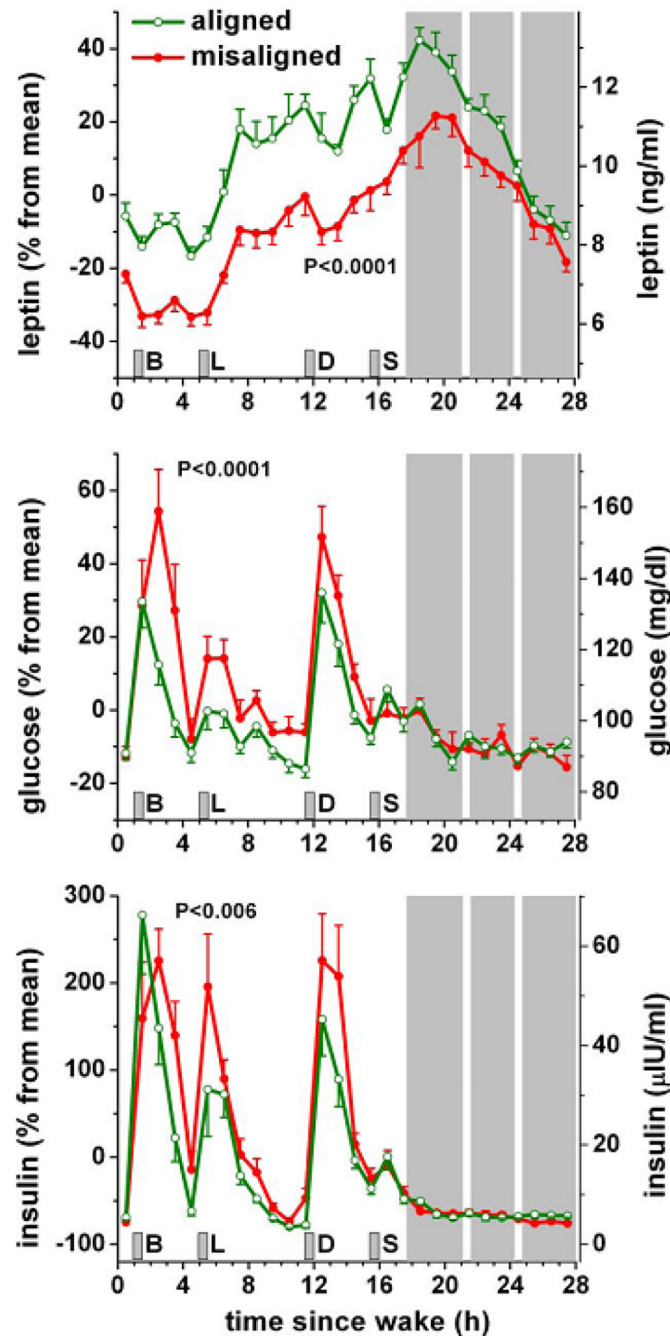 aligned
misaligned
leptin (% from mean)
40
20
0
-20
-40
leptin (ng/ml)
12
10
8
6
P<0.0001
B L D S
0 4 8 12 16 20 24 28
glucose (% from mean)
60
40
20
0
-20
glucose (mg/dl)
160
140
120
100
80
P<0.0001
B L D S
0 4 8 12 16 20 24 28
insulin (% from mean)
300
200
100
0
-100
insulin (µIU/ml)
60
40
20
0
P<0.006
B L D S
0 4 8 12 16 20 24 28
time since wake (h)